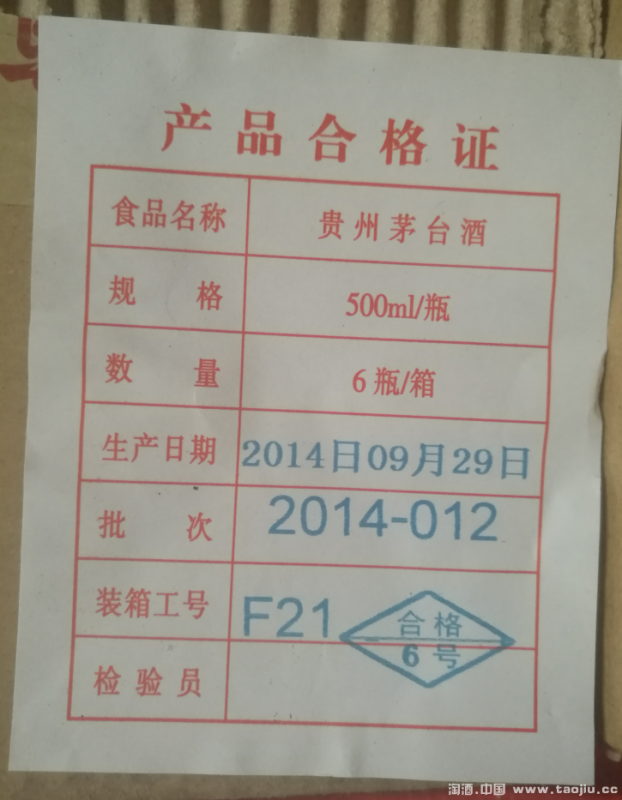 产品合格证
食品名称 贵州茅台酒
规格 500ml/瓶
数量 6瓶/箱
生产日期 2014日09月29日
批次 2014-012
装箱工号 F21
合格
6号
检验员
淘酒.中国 www.taojiu.cc